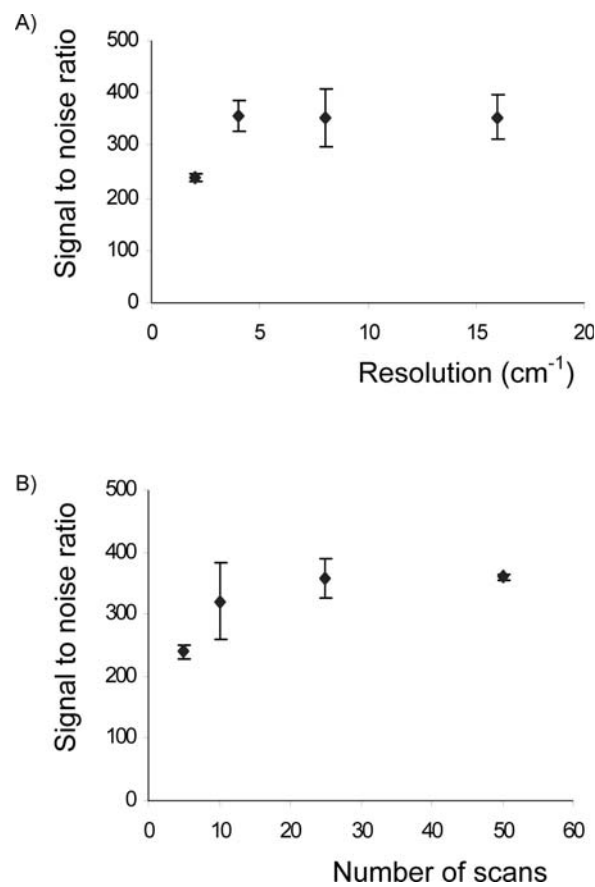 A)
Signal to noise ratio
500
400
300
200
100
0
0 5 10 15 20
Resolution (cm⁻¹)
B)
Signal to noise ratio
500
400
300
200
100
0
0 10 20 30 40 50 60
Number of scans